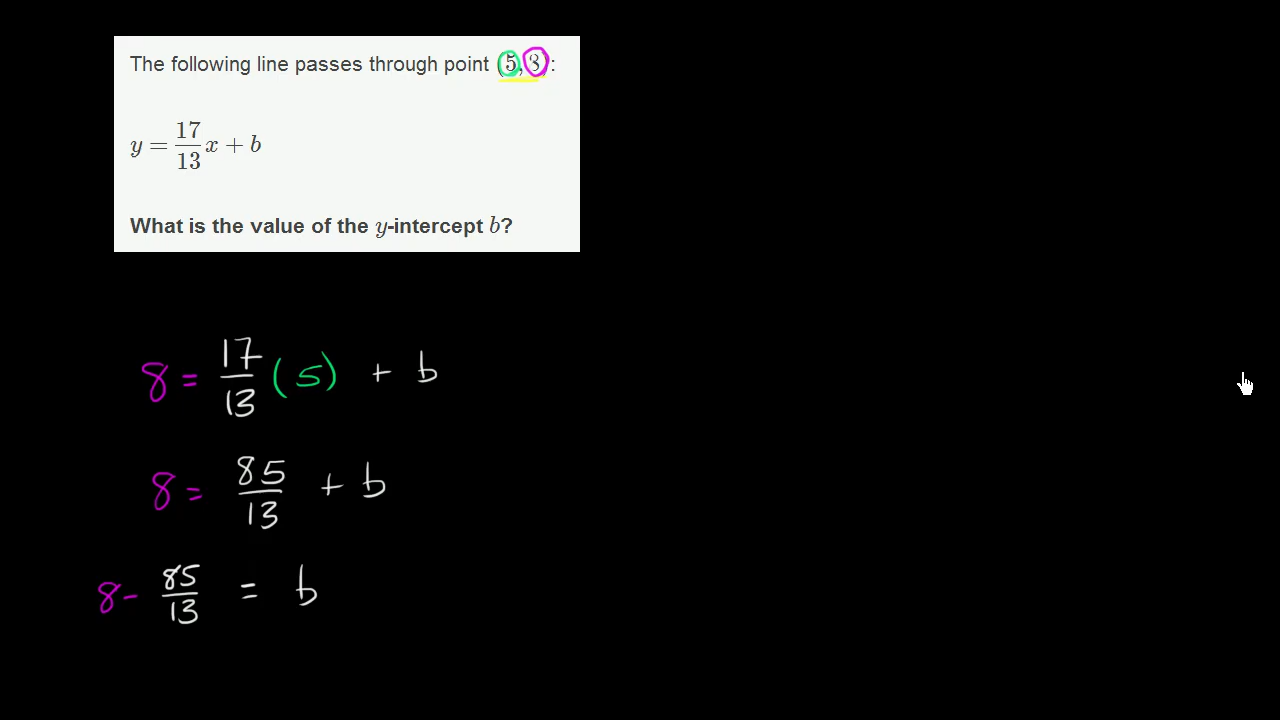 The following line passes through point (5, 8):
y = 17/13 x + b
What is the value of the y-intercept b?
8 = 17/13 (5) + b
8 = 85/13 + b
8 - 85/13 = b